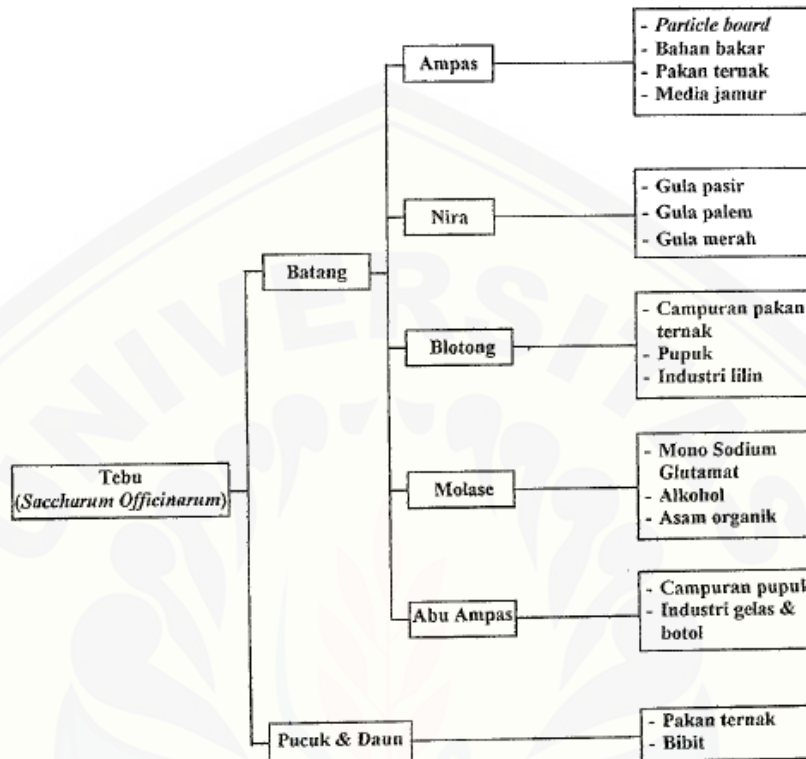 Tebu
(Saccharum Officinarum)
Batang
Ampas
- Particle board
- Bahan bakar
- Pakan ternak
- Media jamur
Nira
- Gula pasir
- Gula palem
- Gula merah
Blotong
- Campuran pakan
ternak
- Pupuk
- Industri lilin
Molase
- Mono Sodium
Glutamat
- Alkohol
- Asam organik
Abu Ampas
- Campuran pupuk
- Industri gelas &
botol
Pucuk & Daun
- Pakan ternak
- Bibit
UNIVERSITAS